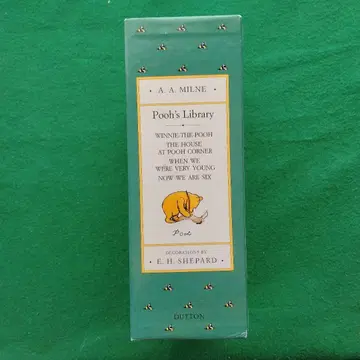 · A. A. MILNE ·
Pooh's Library
WINNIE-THE-POOH
THE HOUSE
AT POOH CORNER
WHEN WE
WERE VERY YOUNG
NOW WE ARE SIX
Pooh
DECORATIONS BY
· E. H. SHEPARD ·
DUTTON